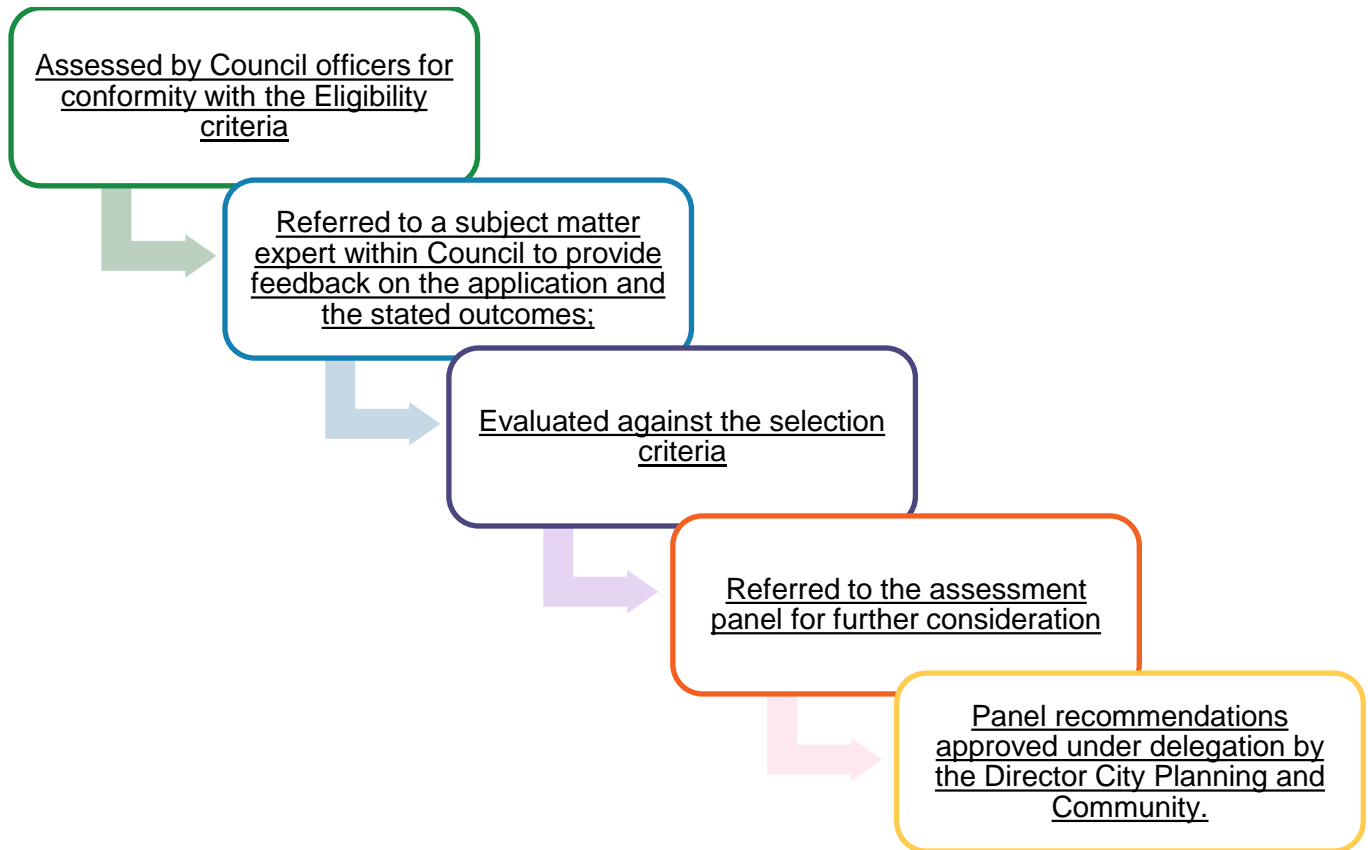 Assessed by Council officers for
conformity with the Eligibility
criteria
Referred to a subject matter
expert within Council to provide
feedback on the application and
the stated outcomes;
Evaluated against the selection
criteria
Referred to the assessment
panel for further consideration
Panel recommendations
approved under delegation by
the Director City Planning and
Community.